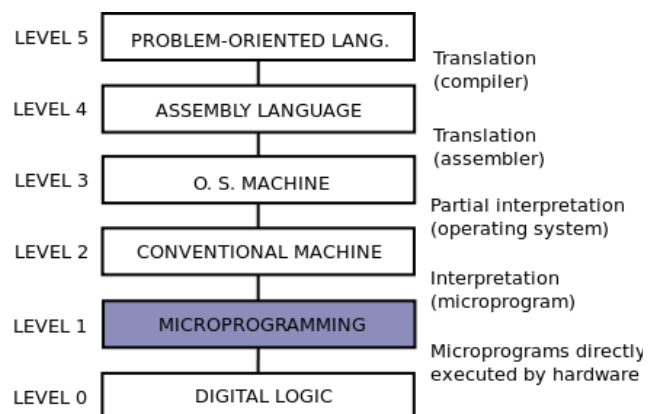 LEVEL 5 PROBLEM-ORIENTED LANG.
Translation
(compiler)
LEVEL 4 ASSEMBLY LANGUAGE
Translation
(assembler)
LEVEL 3 O. S. MACHINE
Partial interpretation
(operating system)
LEVEL 2 CONVENTIONAL MACHINE
Interpretation
(microprogram)
LEVEL 1 MICROPROGRAMMING
Microprograms directly
executed by hardware
LEVEL 0 DIGITAL LOGIC